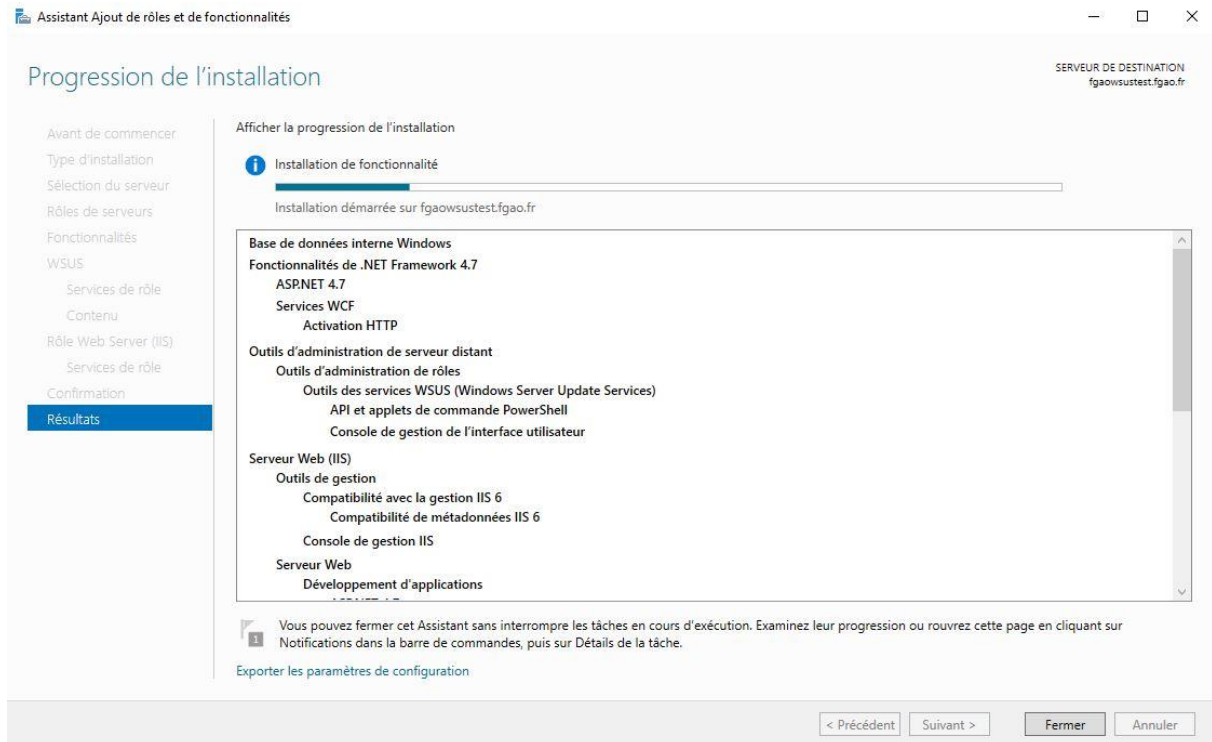 Assistant Ajout de rôles et de fonctionnalités
Progression de l'installation
SERVEUR DE DESTINATION
fgaowsustest.fgao.fr
Avant de commencer
Type d'installation
Sélection du serveur
Rôles de serveurs
Fonctionnalités
WSUS
Services de rôle
Contenu
Rôle Web Server (IIS)
Services de rôle
Confirmation
Résultats
Afficher la progression de l'installation
Installation de fonctionnalité
Installation démarrée sur fgaowsustest.fgao.fr
Base de données interne Windows
Fonctionnalités de .NET Framework 4.7
ASP.NET 4.7
Services WCF
Activation HTTP
Outils d'administration de serveur distant
Outils d'administration de rôles
Outils des services WSUS (Windows Server Update Services)
API et applets de commande PowerShell
Console de gestion de l'interface utilisateur
Serveur Web (IIS)
Outils de gestion
Compatibilité avec la gestion IIS 6
Compatibilité de métadonnées IIS 6
Console de gestion IIS
Serveur Web
Développement d'applications
1
Vous pouvez fermer cet Assistant sans interrompre les tâches en cours d'exécution. Examinez leur progression ou rouvrez cette page en cliquant sur
Notifications dans la barre de commandes, puis sur Détails de la tâche.
Exporter les paramètres de configuration
< Précédent
Suivant >
Fermer
Annuler